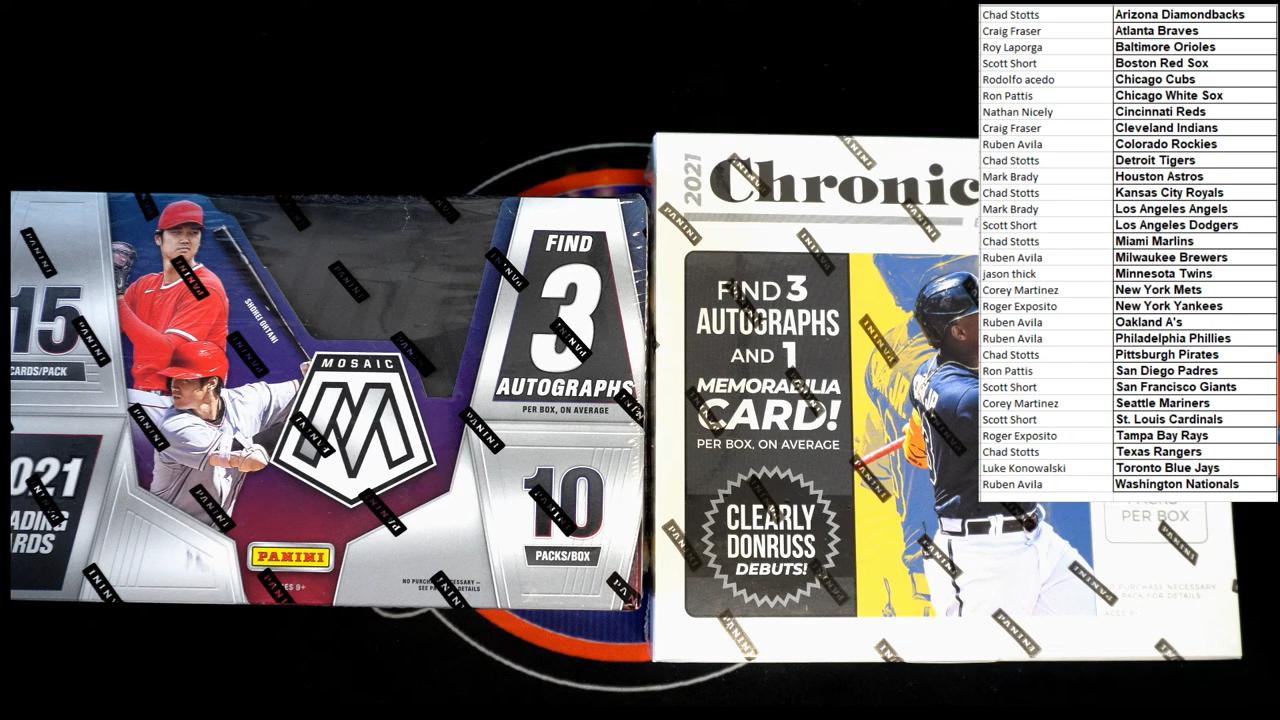 15
CARDS/PACK
SHOHEI OHTANI
MOSAIC
FIND
3
AUTOGRAPHS
PER BOX, ON AVERAGE
10
PACKS/BOX
PANINI
2021
Chronic
FIND 3
AUTOGRAPHS
AND 1
MEMORABILIA
CARD!
PER BOX, ON AVERAGE
CLEARLY
DONRUSS
DEBUTS!
PER BOX
PURCHASE NECESSARY
PACK FOR DETAILS
Chad Stotts Arizona Diamondbacks
Craig Fraser Atlanta Braves
Roy Laporga Baltimore Orioles
Scott Short Boston Red Sox
Rodolfo acedo Chicago Cubs
Ron Pattis Chicago White Sox
Nathan Nicely Cincinnati Reds
Craig Fraser Cleveland Indians
Ruben Avila Colorado Rockies
Chad Stotts Detroit Tigers
Mark Brady Houston Astros
Chad Stotts Kansas City Royals
Mark Brady Los Angeles Angels
Scott Short Los Angeles Dodgers
Chad Stotts Miami Marlins
Ruben Avila Milwaukee Brewers
jason thick Minnesota Twins
Corey Martinez New York Mets
Roger Exposito New York Yankees
Ruben Avila Oakland A's
Ruben Avila Philadelphia Phillies
Chad Stotts Pittsburgh Pirates
Ron Pattis San Diego Padres
Scott Short San Francisco Giants
Corey Martinez Seattle Mariners
Scott Short St. Louis Cardinals
Roger Exposito Tampa Bay Rays
Chad Stotts Texas Rangers
Luke Konowalski Toronto Blue Jays
Ruben Avila Washington Nationals